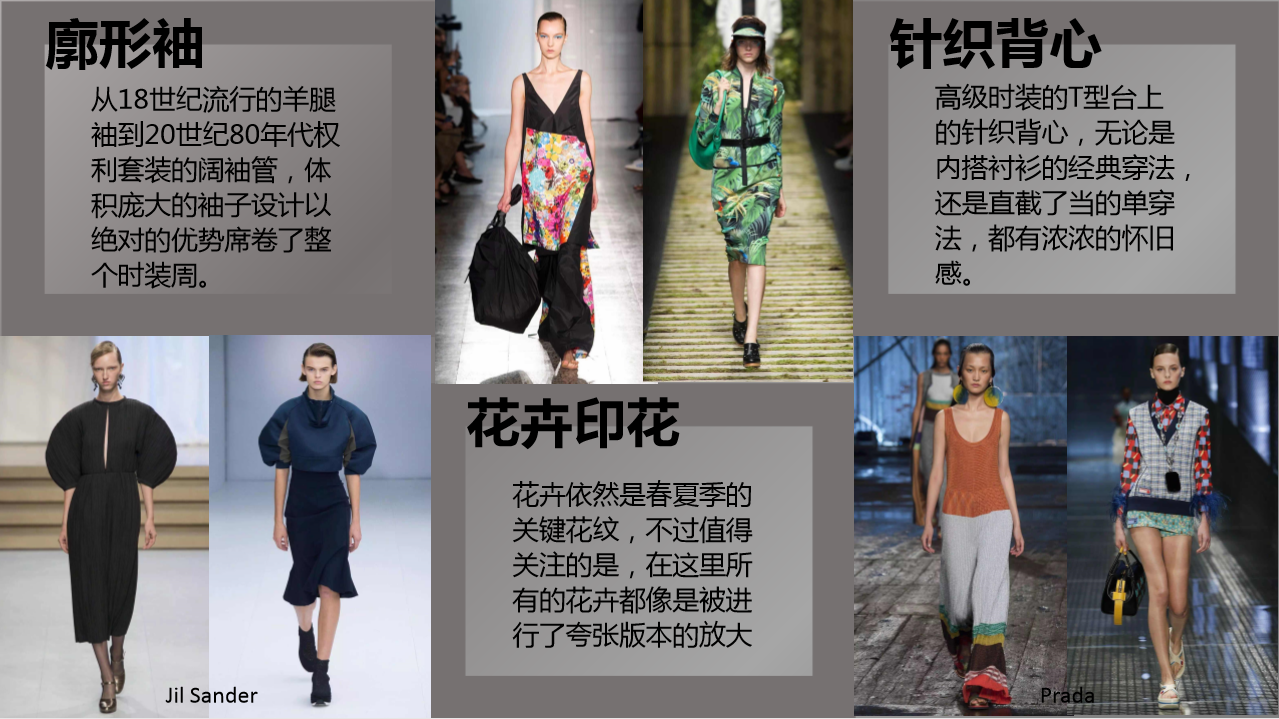 廓形袖
从18世纪流行的羊腿
袖到20世纪80年代权
利套装的阔袖管，体
积庞大的袖子设计以
绝对的优势席卷了整
个时装周。
Jil Sander
花卉印花
花卉依然是春夏季的
关键花纹，不过值得
关注的是，在这里所
有的花卉都像是被进
行了夸张版本的放大
针织背心
高级时装的T型台上
的针织背心，无论是
内搭衬衫的经典穿法，
还是直截了当的单穿
法，都有浓浓的怀旧
感。
Prada